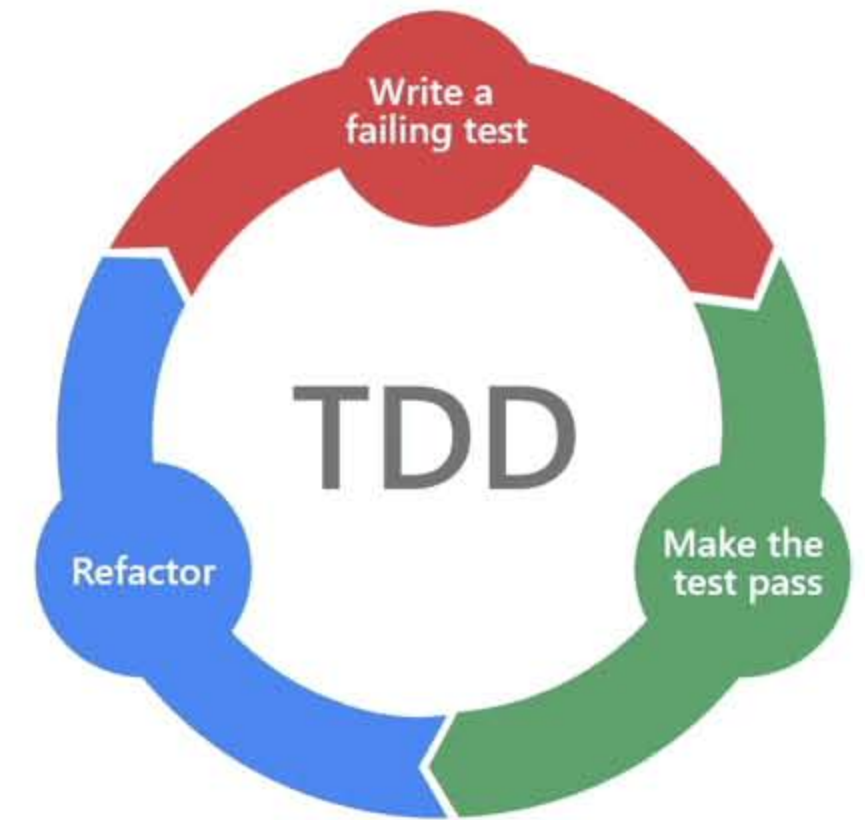 Write a
failing test
TDD
Make the
test pass
Refactor